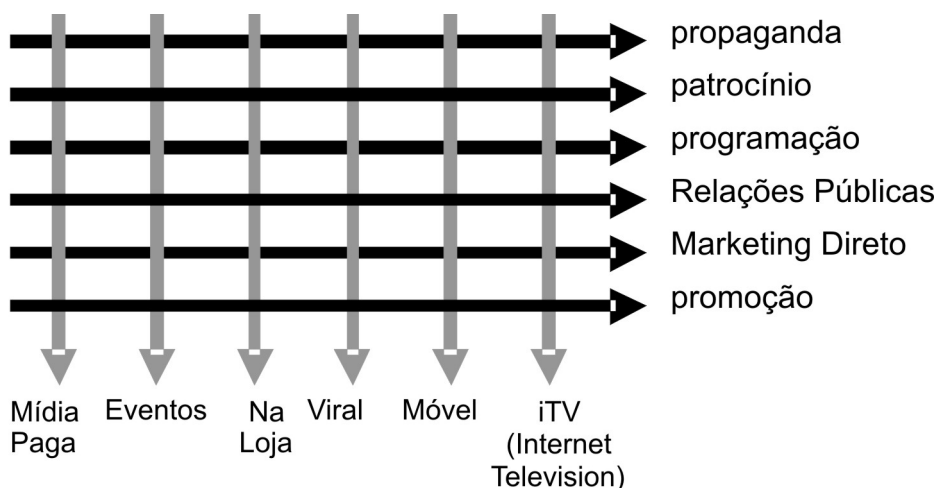 propaganda
patrocínio
programação
Relações Públicas
Marketing Direto
promoção
Mídia
Paga
Eventos
Na
Loja
Viral
Móvel
iTV
(Internet
Television)